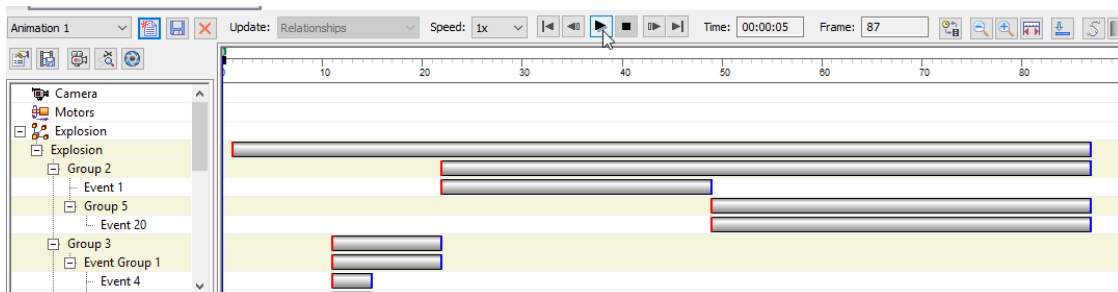 Animation 1 Update: Relationships Speed: 1x Time: 00:00:05 Frame: 87
10 20 30 40 50 60 70 80
Camera
Motors
Explosion
Explosion
Group 2
Event 1
Group 5
Event 20
Group 3
Event Group 1
Event 4